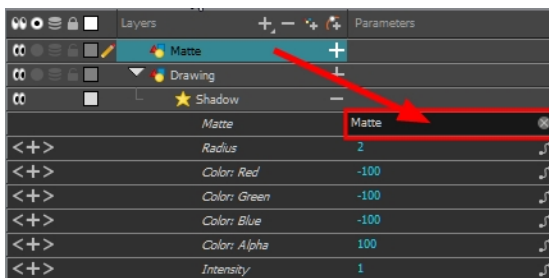 Layers Parameters
Matte
Drawing
Shadow
Matte Matte
Radius 2
Color: Red -100
Color: Green -100
Color: Blue -100
Color: Alpha 100
Intensity 1